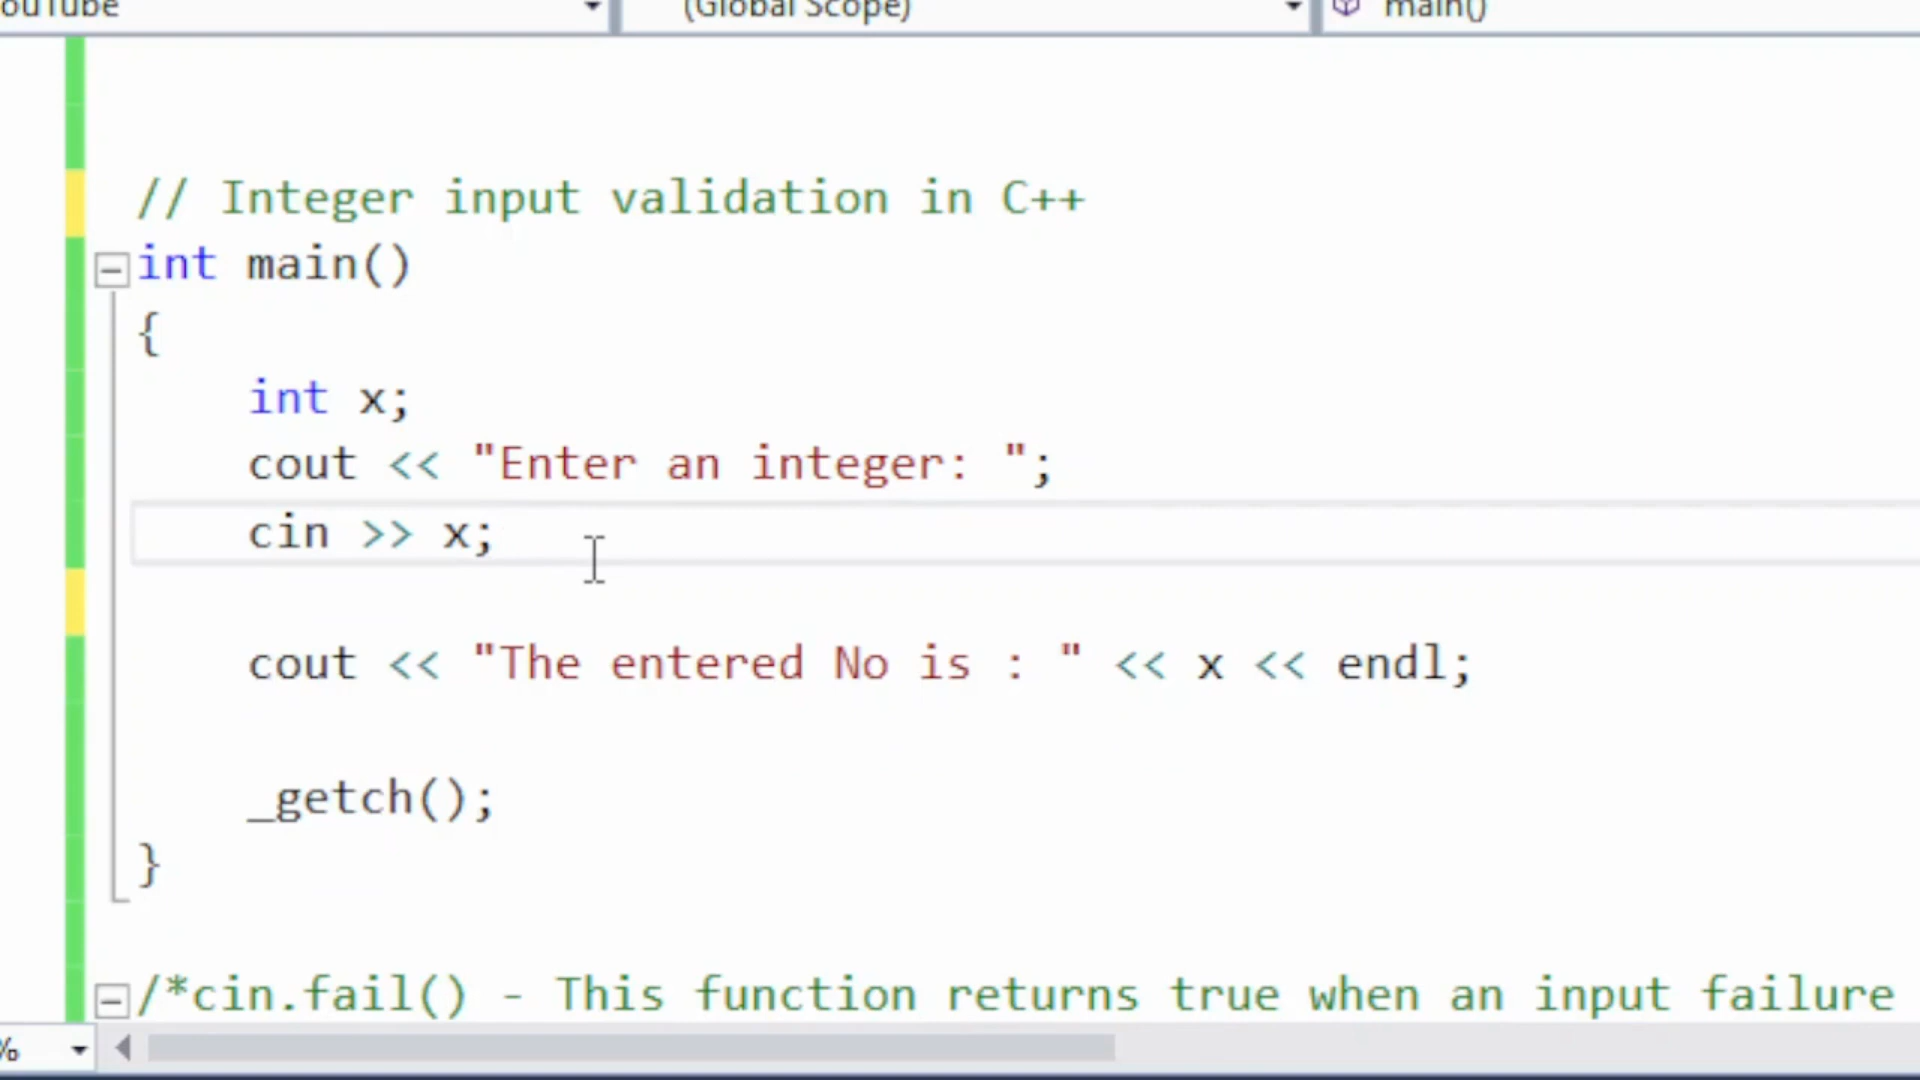 (Global Scope)
main()
// Integer input validation in C++
int main()
{
int x;
cout << "Enter an integer: ";
cin >> x;
cout << "The entered No is : " << x << endl;
_getch();
}
/*cin.fail() - This function returns true when an input failure
%